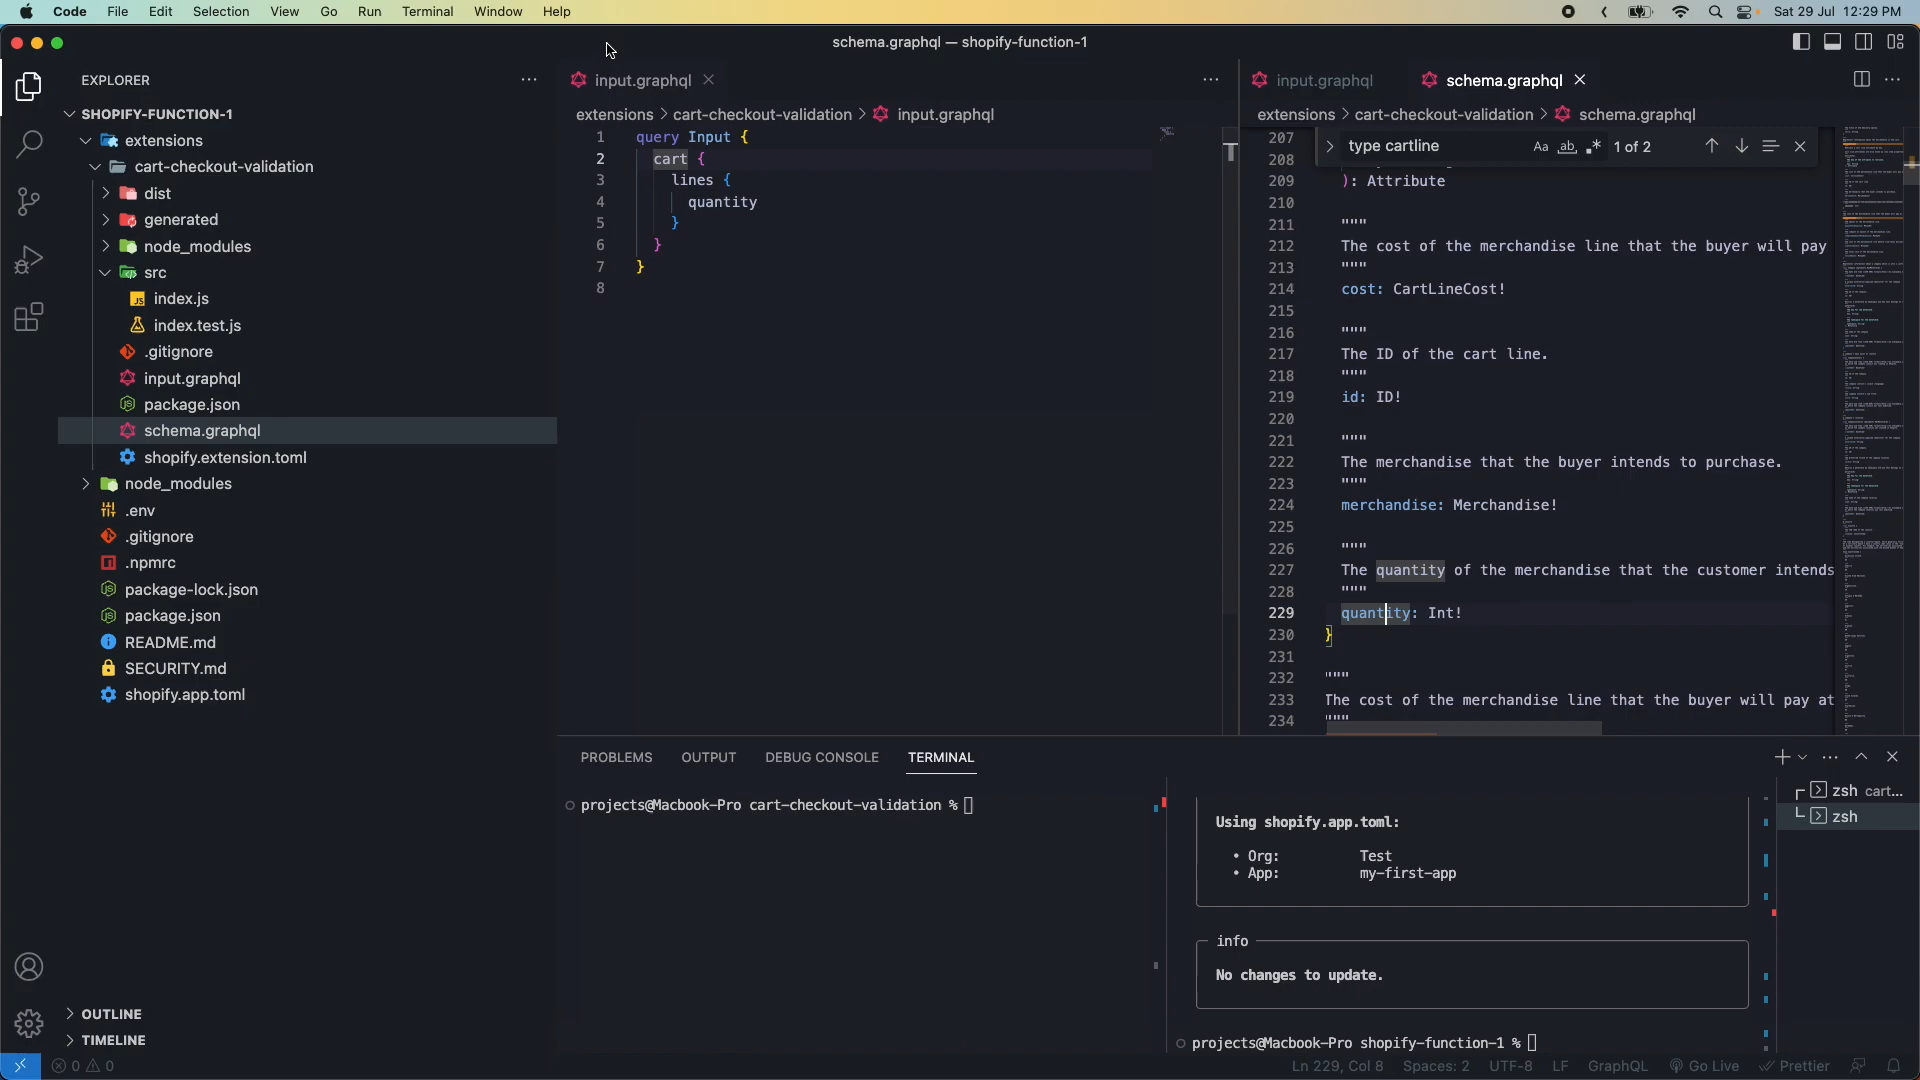 Code File Edit Selection View Go Run Terminal Window Help Sat 29 Jul 12:29 PM
schema.graphql — shopify-function-1
EXPLORER
SHOPIFY-FUNCTION-1
extensions
cart-checkout-validation
dist
generated
node_modules
src
index.js
index.test.js
.gitignore
input.graphql
package.json
schema.graphql
shopify.extension.toml
node_modules
.env
.gitignore
.npmrc
package-lock.json
package.json
README.md
SECURITY.md
shopify.app.toml
OUTLINE
TIMELINE
input.graphql
extensions > cart-checkout-validation > input.graphql
1 query Input {
2 cart {
3 lines {
4 quantity
5 }
6 }
7 }
8
input.graphql schema.graphql
extensions > cart-checkout-validation > schema.graphql
type cartline Aa ab .* 1 of 2
207
208
209 ): Attribute
210
211 """
212 The cost of the merchandise line that the buyer will pay
213 """
214 cost: CartLineCost!
215
216 """
217 The ID of the cart line.
218 """
219 id: ID!
220
221 """
222 The merchandise that the buyer intends to purchase.
223 """
224 merchandise: Merchandise!
225
226 """
227 The quantity of the merchandise that the customer intends
228 """
229 quantity: Int!
230 }
231
232 """
233 The cost of the merchandise line that the buyer will pay at
234 """
PROBLEMS OUTPUT DEBUG CONSOLE TERMINAL
projects@Macbook-Pro cart-checkout-validation %
Using shopify.app.toml:
• Org: Test
• App: my-first-app
info
No changes to update.
projects@Macbook-Pro shopify-function-1 %
zsh cart...
zsh
0 0 Ln 229, Col 8 Spaces: 2 UTF-8 LF GraphQL Go Live Prettier